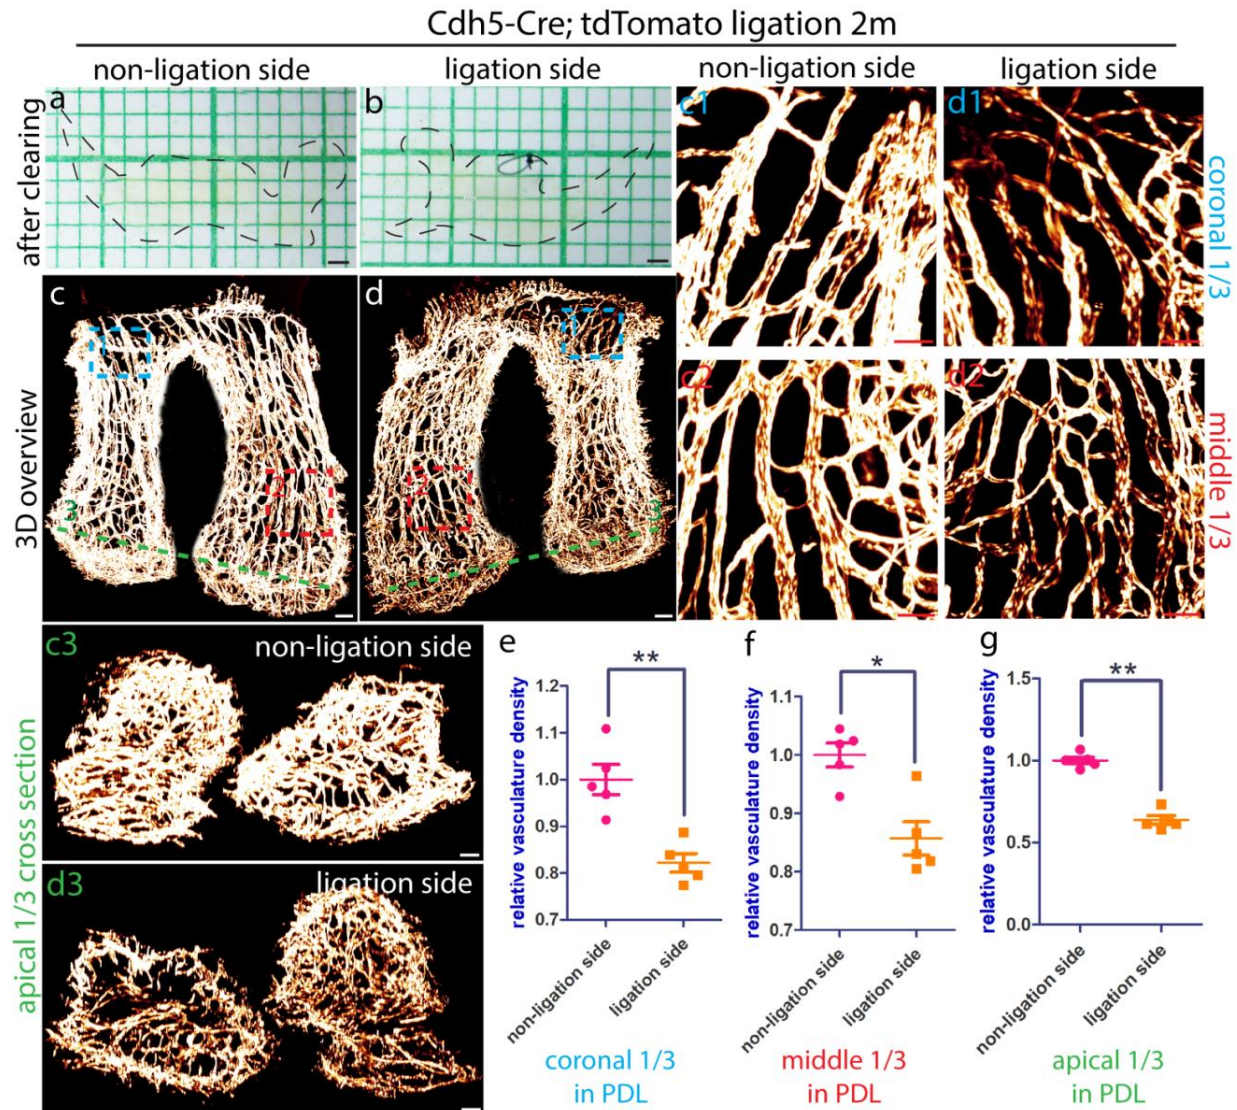 Cdh5-Cre; tdTomato ligation 2m
non-ligation side
ligation side
non-ligation side
ligation side
after clearing
a
b
c1
d1
coronal 1/3
3D overview
c
d
2
3
2
3
c2
d2
middle 1/3
apical 1/3 cross section
c3
non-ligation side
d3
ligation side
e
relative vasculature density
1.2
1.1
1.0
0.9
0.8
0.7
**
non-ligation side
ligation side
coronal 1/3
in PDL
f
relative vasculature density
1.1
1.0
0.9
0.8
0.7
*
non-ligation side
ligation side
middle 1/3
in PDL
g
relative vasculature density
1.5
1.0
0.5
0.0
**
non-ligation side
ligation side
apical 1/3
in PDL